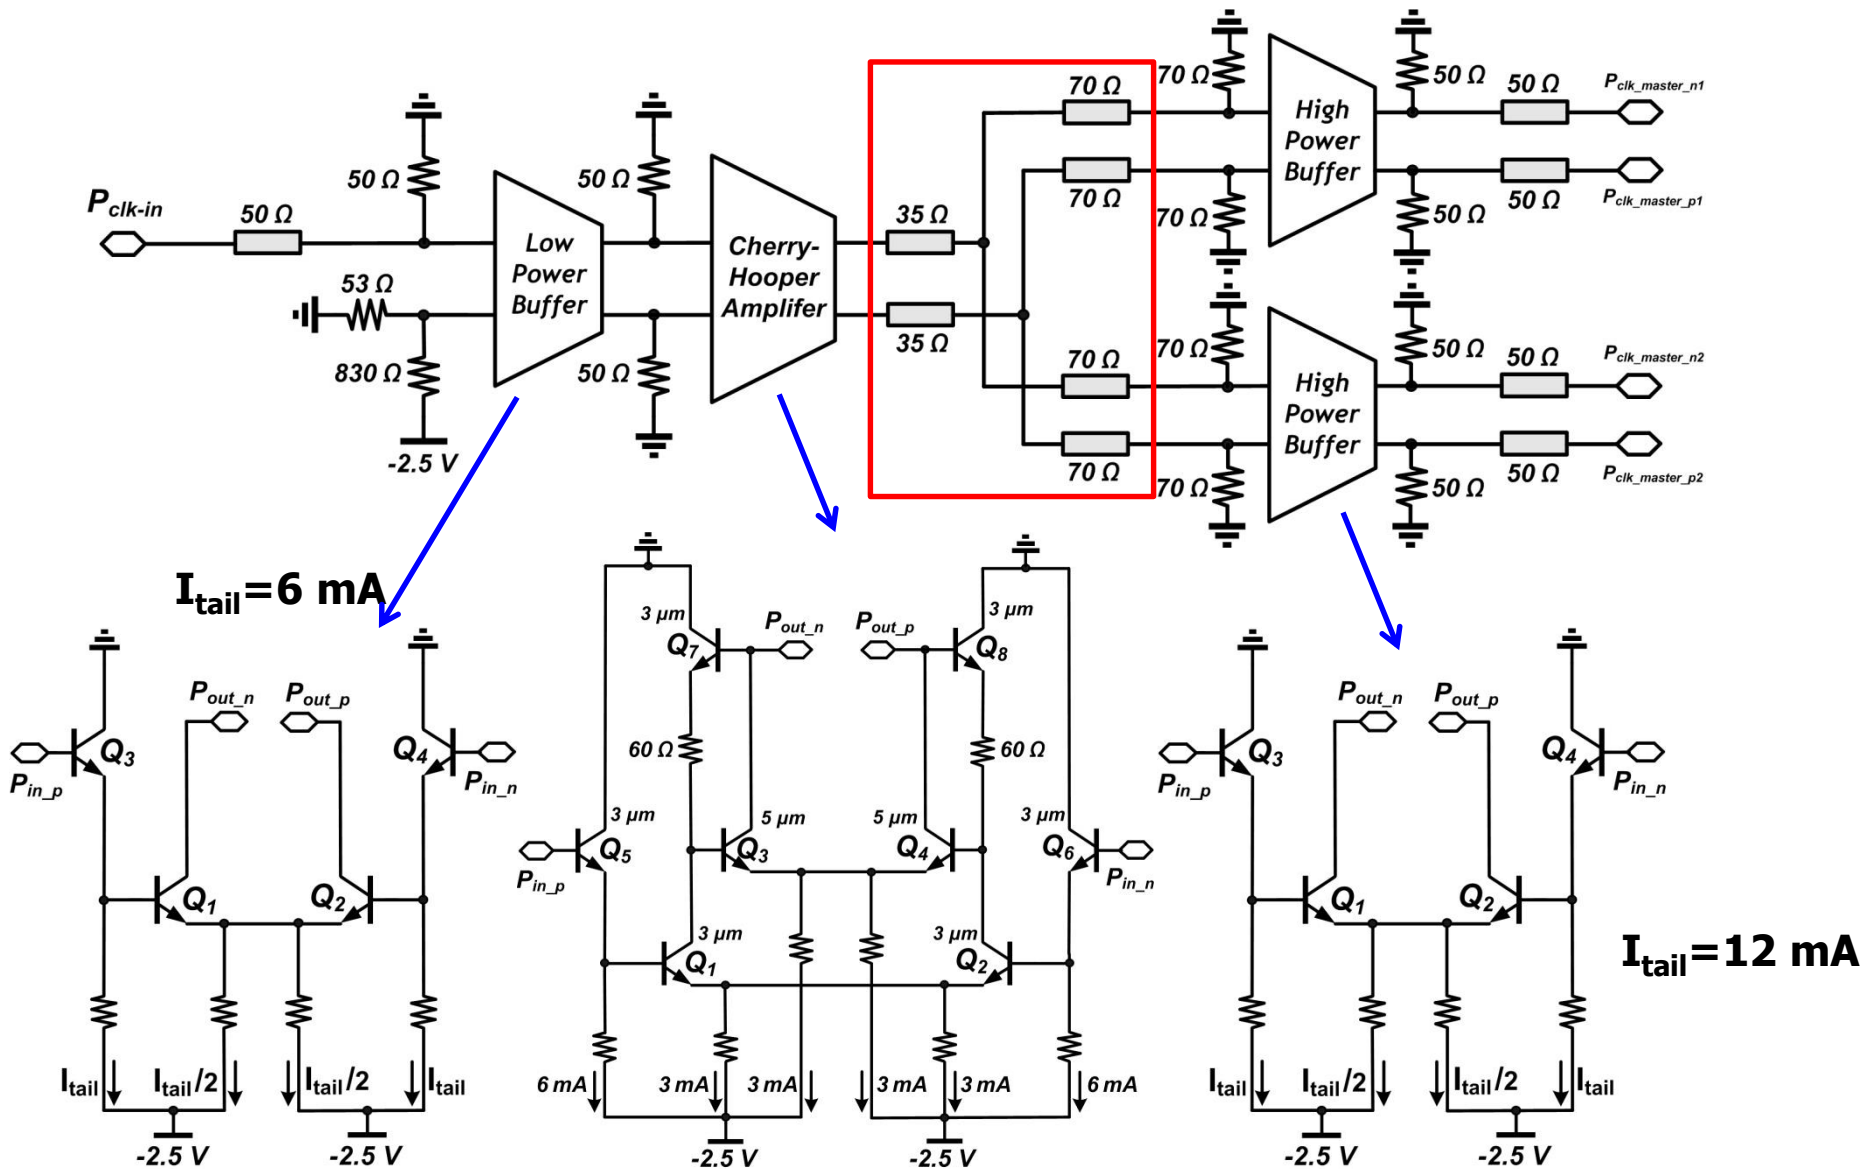 70 Ω
70 Ω
50 Ω
50 Ω
Pclk_master_n1
High
Power
Buffer
50 Ω
50 Ω
Pclk-in
50 Ω
35 Ω
70 Ω
70 Ω
50 Ω
50 Ω
Pclk_master_p1
Low
Power
Buffer
Cherry-
Hooper
Amplifer
53 Ω
35 Ω
830 Ω
50 Ω
-2.5 V
70 Ω
70 Ω
50 Ω
50 Ω
Pclk_master_n2
High
Power
Buffer
70 Ω
70 Ω
50 Ω
50 Ω
Pclk_master_p2
Itail=6 mA
Pout_n
Pout_p
Q3
Q4
Pin_p
Pin_n
Q1
Q2
Itail
Itail/2
Itail/2
Itail
-2.5 V
-2.5 V
3 µm
Pout_n
Pout_p
3 µm
Q7
Q8
60 Ω
60 Ω
3 µm
5 µm
5 µm
3 µm
Q5
Q3
Q4
Q6
Pin_p
Pin_n
3 µm
3 µm
Q1
Q2
6 mA
3 mA
3 mA
3 mA
3 mA
6 mA
-2.5 V
-2.5 V
Pout_n
Pout_p
Q3
Q4
Pin_p
Pin_n
Q1
Q2
Itail=12 mA
Itail
Itail/2
Itail/2
Itail
-2.5 V
-2.5 V